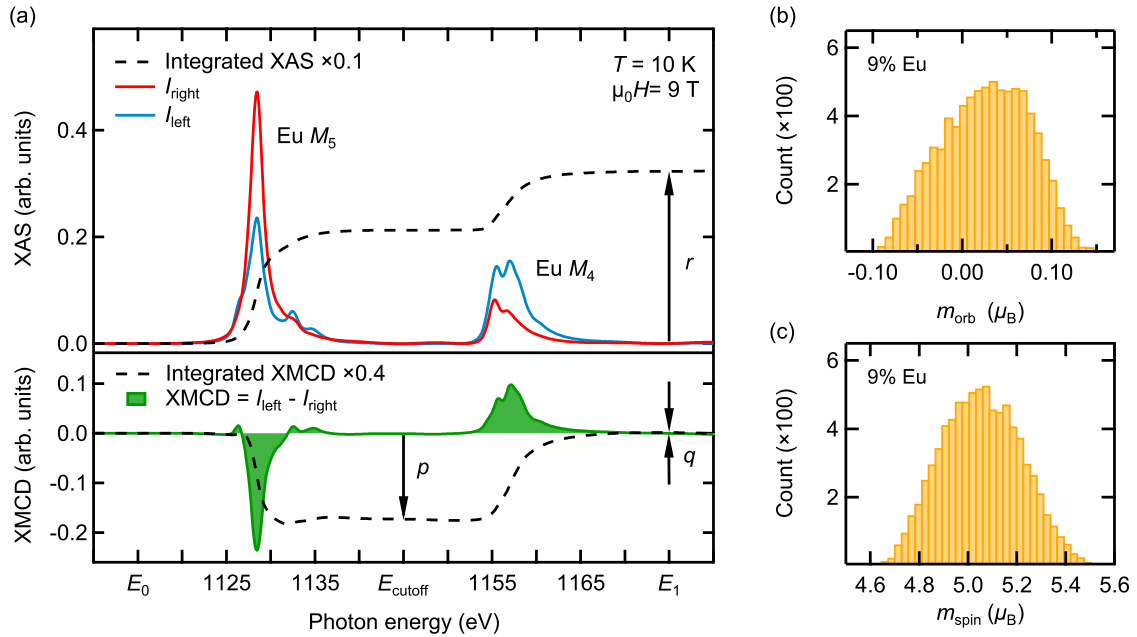 (a)
Integrated XAS ×0.1
I_right
I_left
T = 10 K
μ₀H= 9 T
Eu M₅
Eu M₄
r
XAS (arb. units)
0.4
0.2
0.0
Integrated XMCD ×0.4
XMCD = I_left - I_right
p
q
XMCD (arb. units)
0.1
0.0
-0.1
-0.2
E₀ 1125 1135 E_cutoff 1155 1165 E₁
Photon energy (eV)
(b)
9% Eu
Count (×100)
6
4
2
-0.10 0.00 0.10
m_orb (μ_B)
(c)
9% Eu
Count (×100)
6
4
2
4.6 4.8 5.0 5.2 5.4 5.6
m_spin (μ_B)